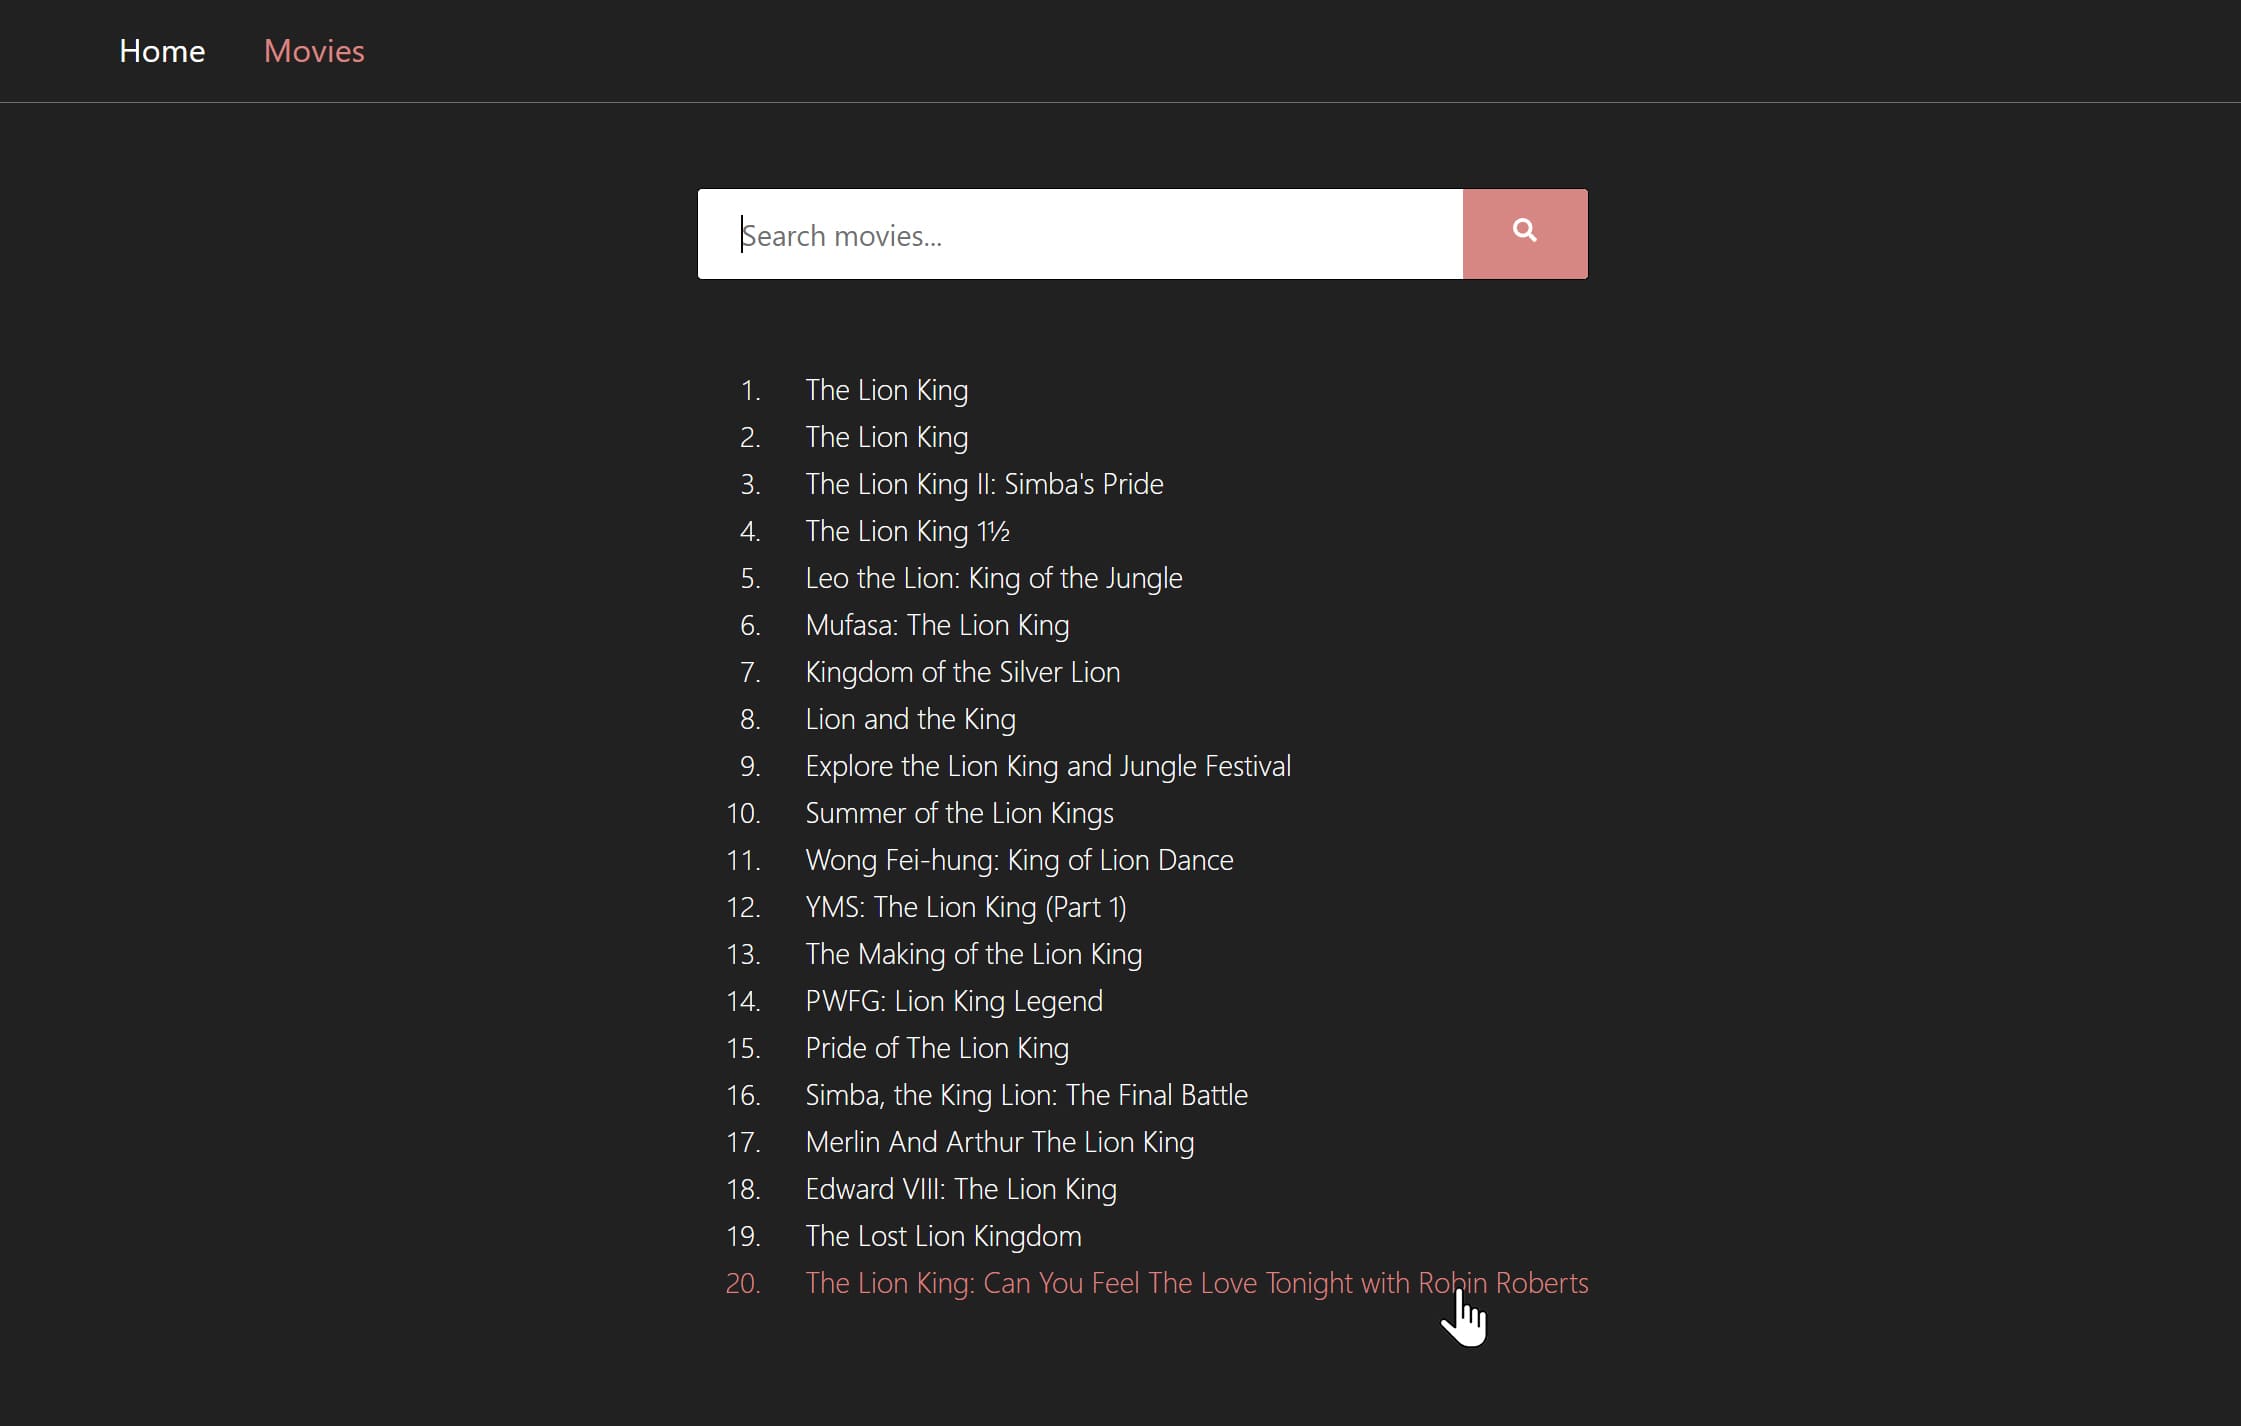 Home Movies
Search movies...
1. The Lion King
2. The Lion King
3. The Lion King II: Simba's Pride
4. The Lion King 1½
5. Leo the Lion: King of the Jungle
6. Mufasa: The Lion King
7. Kingdom of the Silver Lion
8. Lion and the King
9. Explore the Lion King and Jungle Festival
10. Summer of the Lion Kings
11. Wong Fei-hung: King of Lion Dance
12. YMS: The Lion King (Part 1)
13. The Making of the Lion King
14. PWFG: Lion King Legend
15. Pride of The Lion King
16. Simba, the King Lion: The Final Battle
17. Merlin And Arthur The Lion King
18. Edward VIII: The Lion King
19. The Lost Lion Kingdom
20. The Lion King: Can You Feel The Love Tonight with Robin Roberts